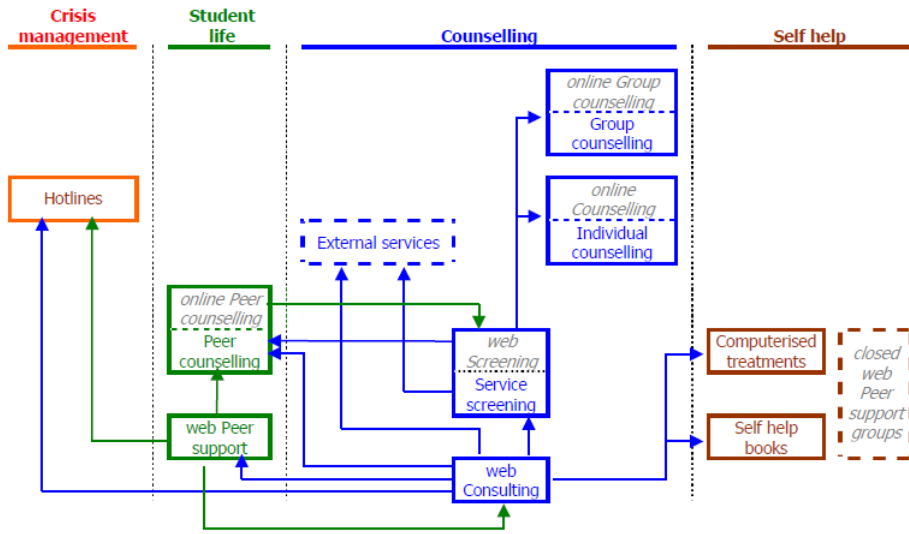 Crisis
management
Student
life
Counselling
Self help
online Group
counselling
Group
counselling
Hotlines
online
Counselling
Individual
counselling
External services
online Peer
counselling
Peer
counselling
web
Screening
Service
screening
Computerised
treatments
closed
web
Peer
support
groups
web Peer
support
Self help
books
web
Consulting